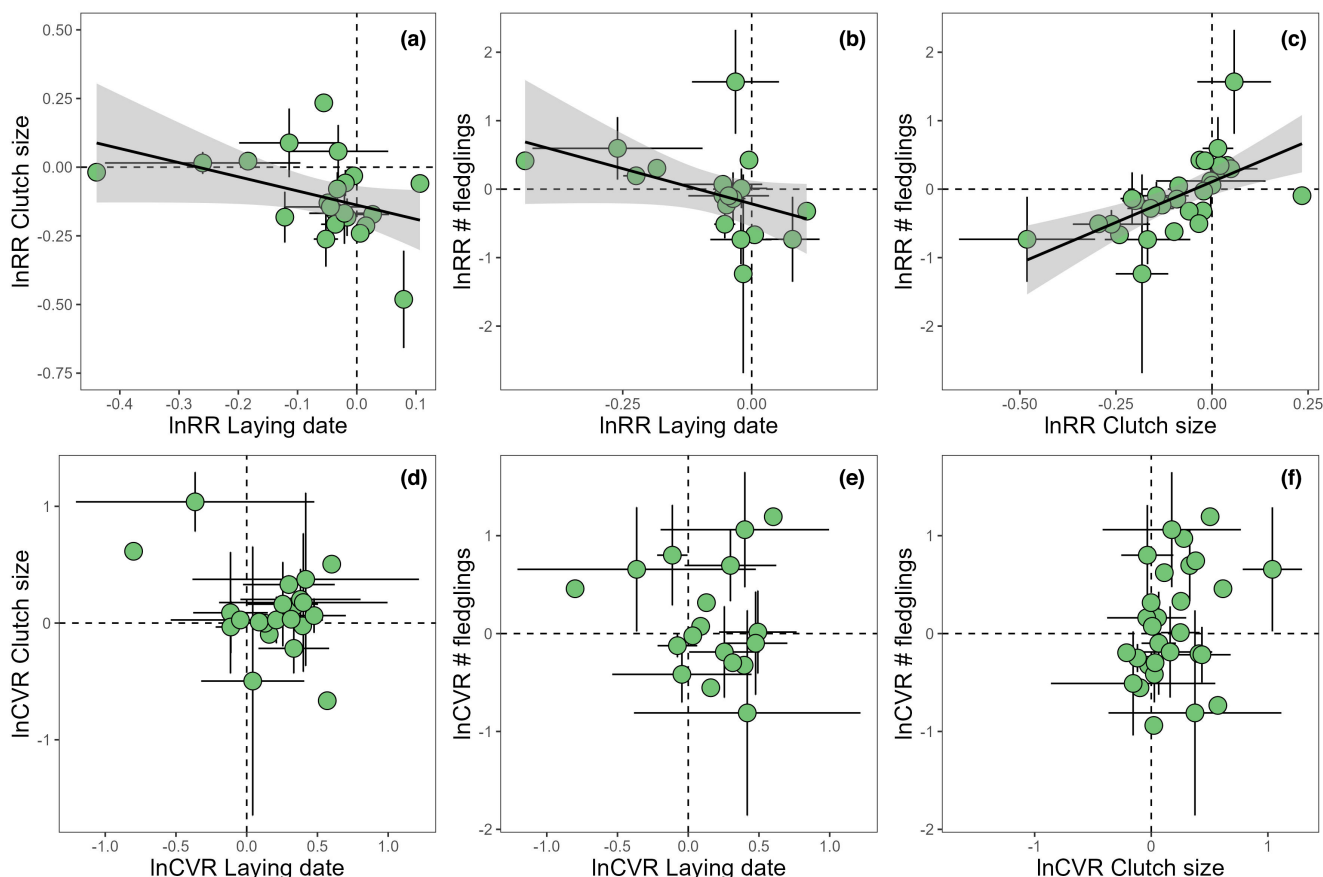 (a)
0.50
0.25
0.00
-0.25
-0.50
-0.75
lnRR Clutch size
-0.4 -0.3 -0.2 -0.1 0.0 0.1
lnRR Laying date
(b)
2
1
0
-1
-2
lnRR # fledglings
-0.25 0.00
lnRR Laying date
(c)
2
1
0
-1
-2
lnRR # fledglings
-0.50 -0.25 0.00 0.25
lnRR Clutch size
(d)
1
0
-1
lnCVR Clutch size
-1.0 -0.5 0.0 0.5 1.0
lnCVR Laying date
(e)
1
0
-1
-2
lnCVR # fledglings
-1.0 -0.5 0.0 0.5 1.0
lnCVR Laying date
(f)
1
0
-1
-2
lnCVR # fledglings
-1 0 1
lnCVR Clutch size